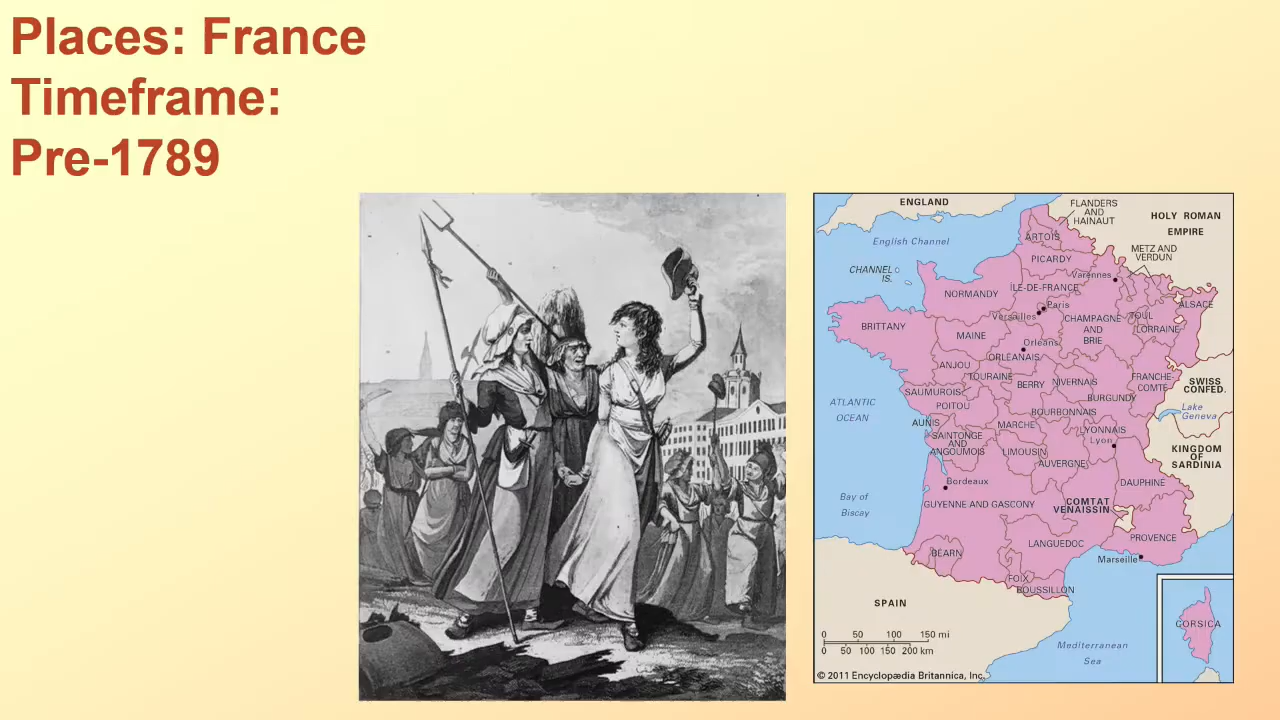 Places: France
Timeframe:
Pre-1789
ENGLAND
FLANDERS
AND
HAINAUT
HOLY ROMAN
EMPIRE
English Channel
ARTOIS
METZ AND
VERDUN
CHANNEL
IS.
PICARDY
Varennes
NORMANDY
ÎLE-DE-FRANCE
Paris
Versailles
ALSACE
BRITTANY
CHAMPAGNE
AND
BRIE
TOUL
LORRAINE
MAINE
Orléans
ORLÉANAIS
ANJOU
TOURAINE
BERRY
NIVERNAIS
FRANCHE-
COMTÉ
SWISS
CONFED.
SAUMUROIS
BURGUNDY
ATLANTIC
OCEAN
POITOU
BOURBONNAIS
Lake
Geneva
AUNIS
MARCHE
LYONNAIS
Lyon
SAINTONGE
AND
ANGOUMOIS
LIMOUSIN
AUVERGNE
KINGDOM
OF
SARDINIA
Bordeaux
DAUPHINÉ
Bay of
Biscay
GUYENNE AND GASCONY
COMTAT
VENAISSIN
LANGUEDOC
PROVENCE
BÉARN
Marseille
FOIX
ROUSSILLON
SPAIN
CORSICA
0 50 100 150 mi
0 50 100 150 200 km
Mediterranean
Sea
© 2011 Encyclopædia Britannica, Inc.